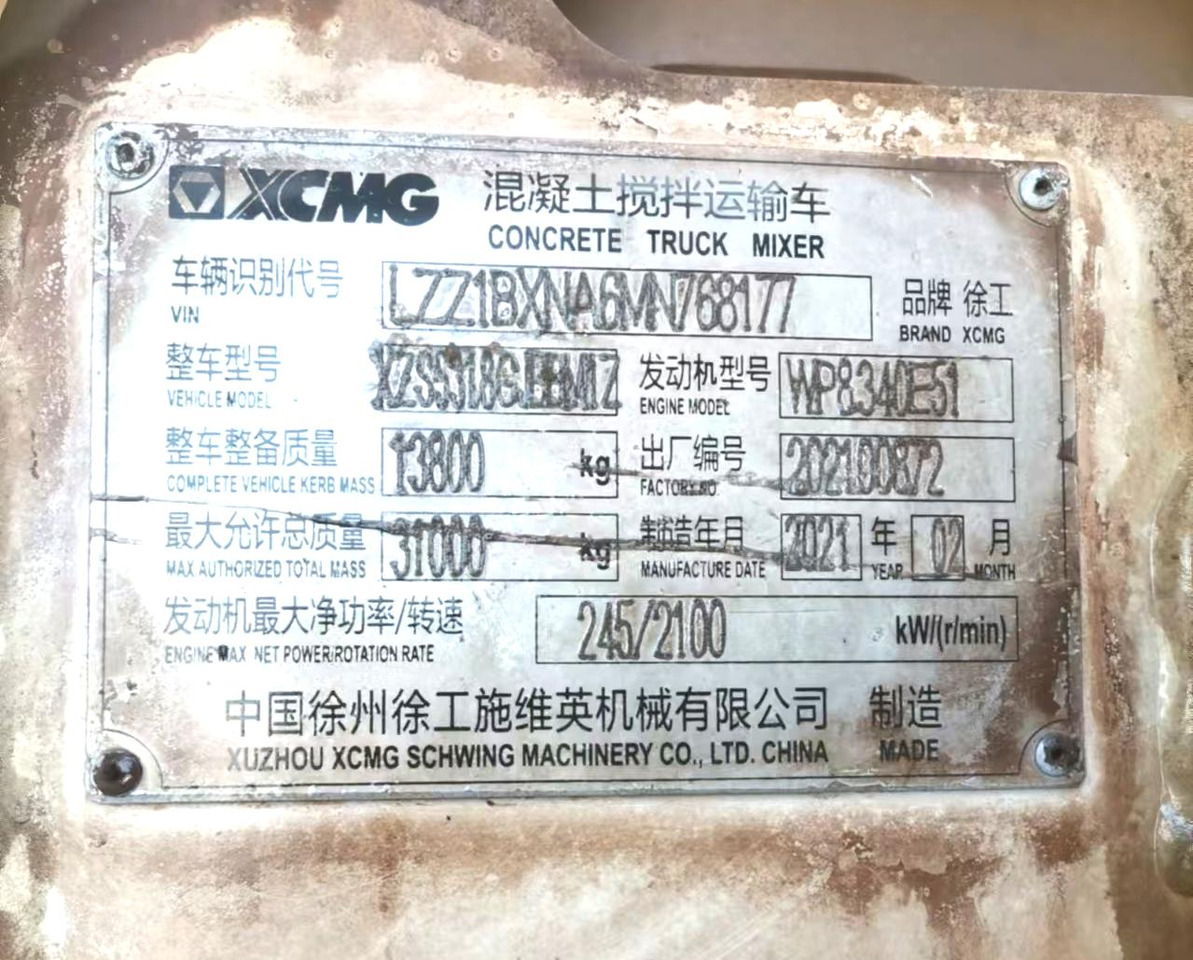 XCMG 混凝土搅拌运输车
CONCRETE TRUCK MIXER
车辆识别代号 LZZ1BXNA6MN768177 品牌 徐工
VIN BRAND XCMG
整车型号 发动机型号 WP8.340E51
VEHICLE MODEL ENGINE MODEL
整车整备质量 13800 kg 出厂编号 202100872
COMPLETE VEHICLE KERB MASS FACTORY NO.
最大允许总质量 31000 kg 制造年月 2021 年 02 月
MAX AUTHORIZED TOTAL MASS MANUFACTURE DATE YEAR MONTH
发动机最大净功率/转速 245/2100 kW/(r/min)
ENGINE MAX NET POWER/ROTATION RATE
中国徐州徐工施维英机械有限公司 制造
XUZHOU XCMG SCHWING MACHINERY CO., LTD. CHINA MADE